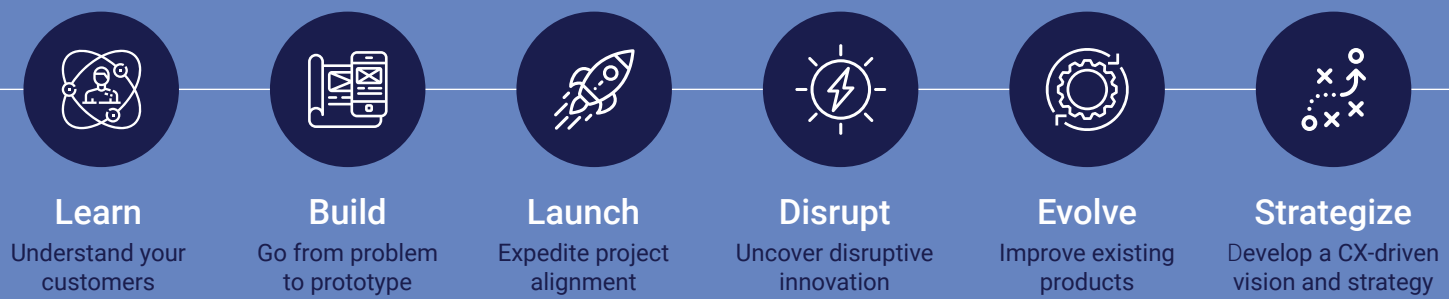 Learn
Understand your
customers
Build
Go from problem
to prototype
Launch
Expedite project
alignment
Disrupt
Uncover disruptive
innovation
Evolve
Improve existing
products
Strategize
Develop a CX-driven
vision and strategy